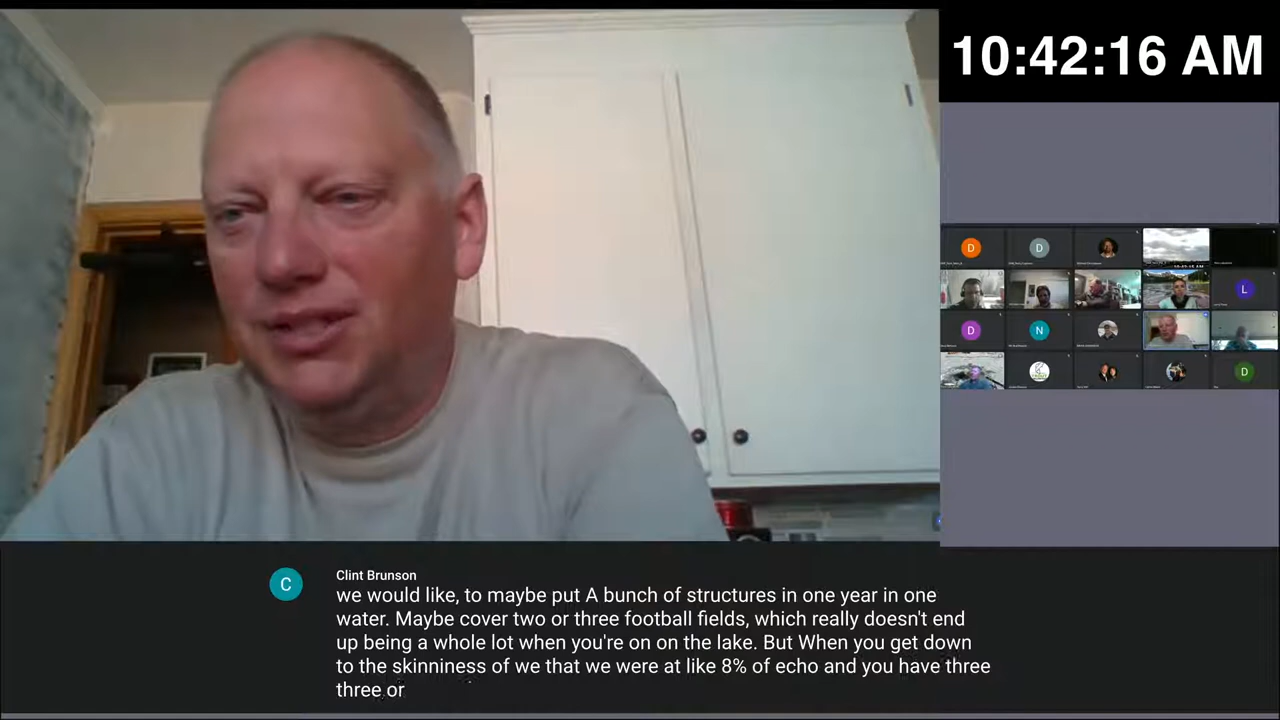 10:42:16 AM
D
D
L
D
N
D
C
Clint Brunson
we would like, to maybe put A bunch of structures in one year in one
water. Maybe cover two or three football fields, which really doesn't end
up being a whole lot when you're on on the lake. But When you get down
to the skinniness of we that we were at like 8% of echo and you have three
three or